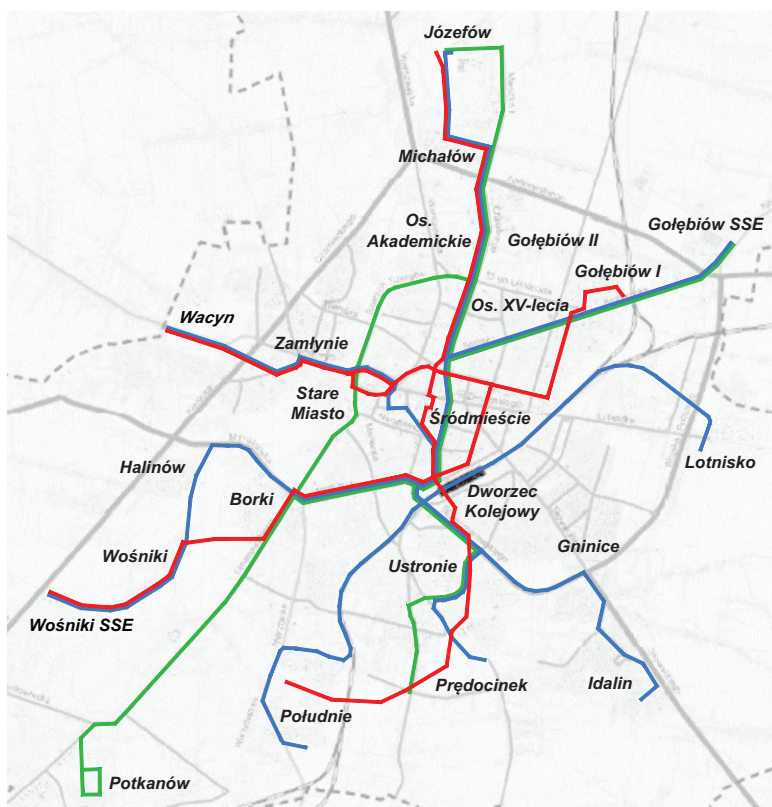 Józefów
Michałów
Os.
Akademickie
Gołębiów II
Gołębiów SSE
Gołębiów I
Os. XV-lecia
Wacyn
Zamłynie
Stare
Miasto
Śródmieście
Halinów
Borki
Lotnisko
Dworzec
Kolejowy
Wośniki
Gninice
Ustronie
Wośniki SSE
Prędocinek
Idalin
Południe
Potkanów